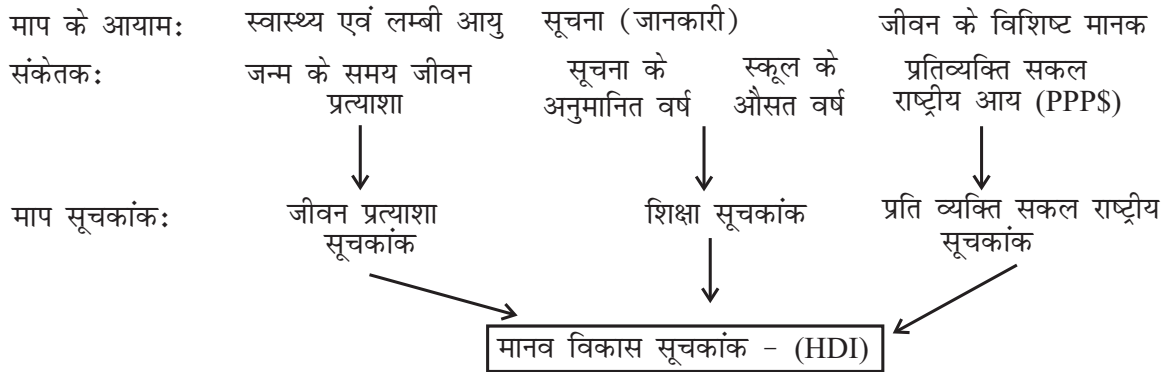 माप के आयाम: स्वास्थ्य एवं लम्बी आयु सूचना (जानकारी) जीवन के विशिष्ट मानक
संकेतक: जन्म के समय जीवन प्रत्याशा सूचना के अनुमानित वर्ष स्कूल के औसत वर्ष प्रतिव्यक्ति सकल राष्ट्रीय आय (PPP$)
माप सूचकांक: जीवन प्रत्याशा सूचकांक शिक्षा सूचकांक प्रति व्यक्ति सकल राष्ट्रीय सूचकांक
मानव विकास सूचकांक - (HDI)